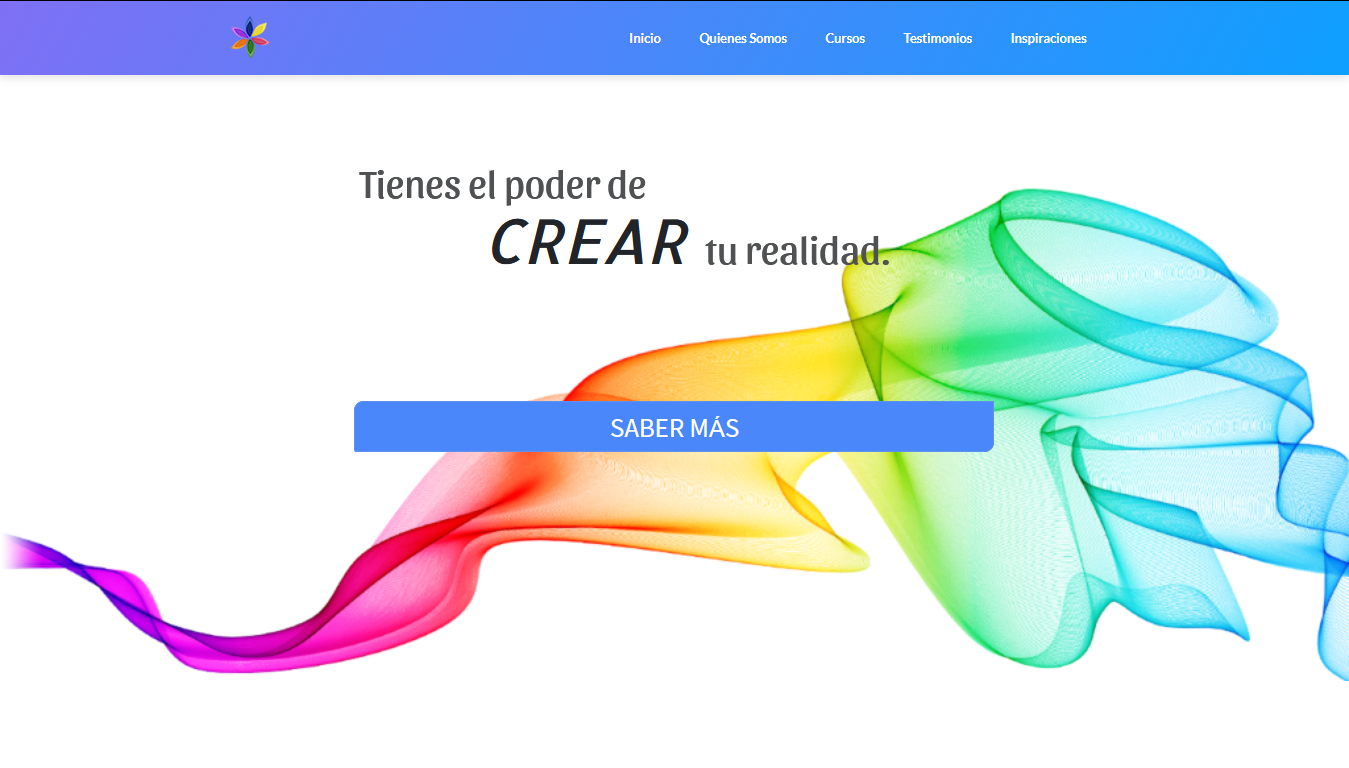 Inicio Quienes Somos Cursos Testimonios Inspiraciones
Tienes el poder de
CREAR tu realidad.
SABER MÁS